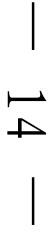 — 14 —